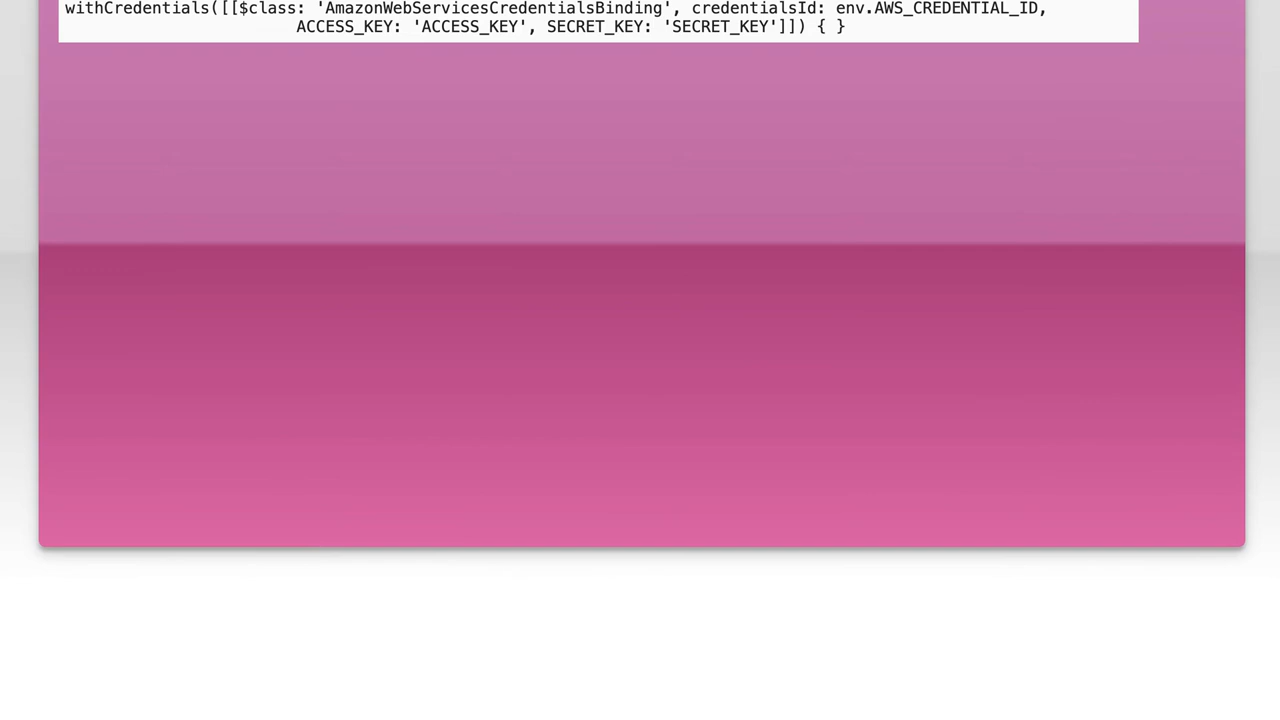 withCredentials([[$class: 'AmazonWebServicesCredentialsBinding', credentialsId: env.AWS_CREDENTIAL_ID,
ACCESS_KEY: 'ACCESS_KEY', SECRET_KEY: 'SECRET_KEY']]) { }